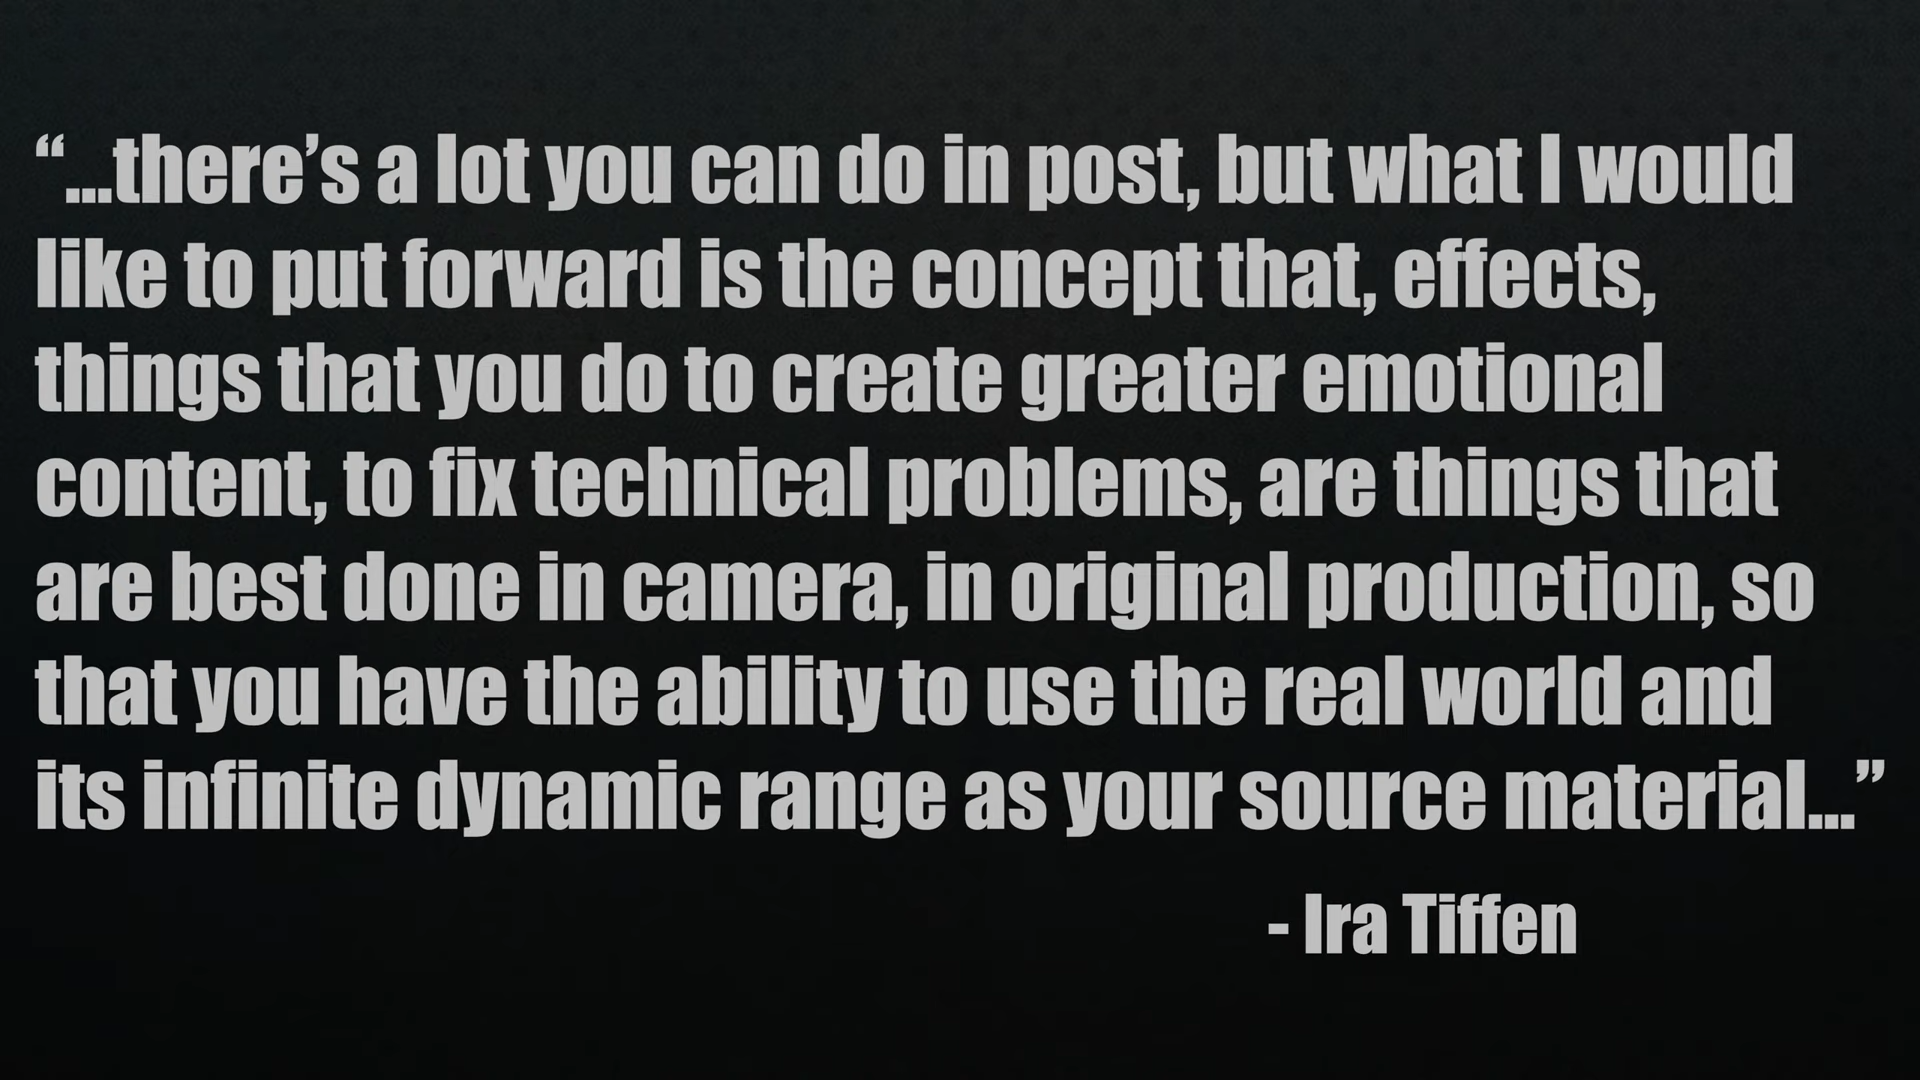 “...there’s a lot you can do in post, but what I would
like to put forward is the concept that, effects,
things that you do to create greater emotional
content, to fix technical problems, are things that
are best done in camera, in original production, so
that you have the ability to use the real world and
its infinite dynamic range as your source material...”
- Ira Tiffen